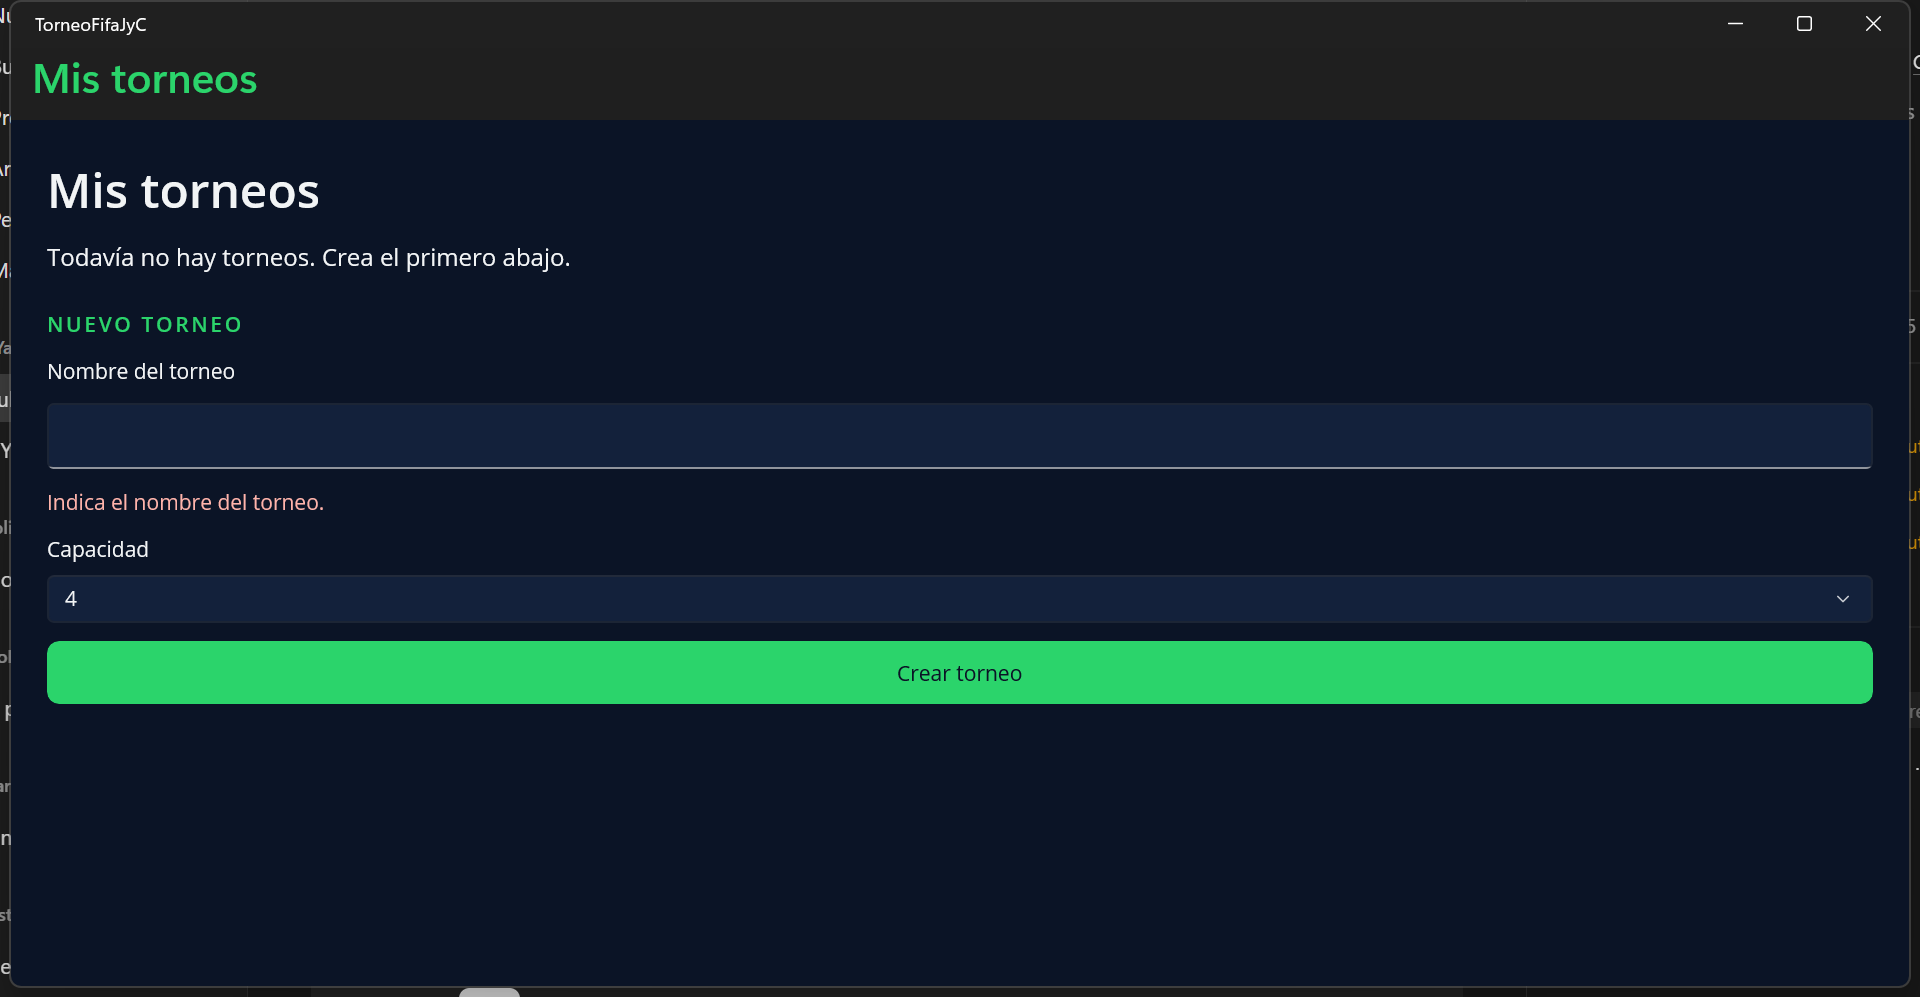 TorneoFifaJyC
Mis torneos
Mis torneos
Todavía no hay torneos. Crea el primero abajo.
NUEVO TORNEO
Nombre del torneo
Indica el nombre del torneo.
Capacidad
4
Crear torneo